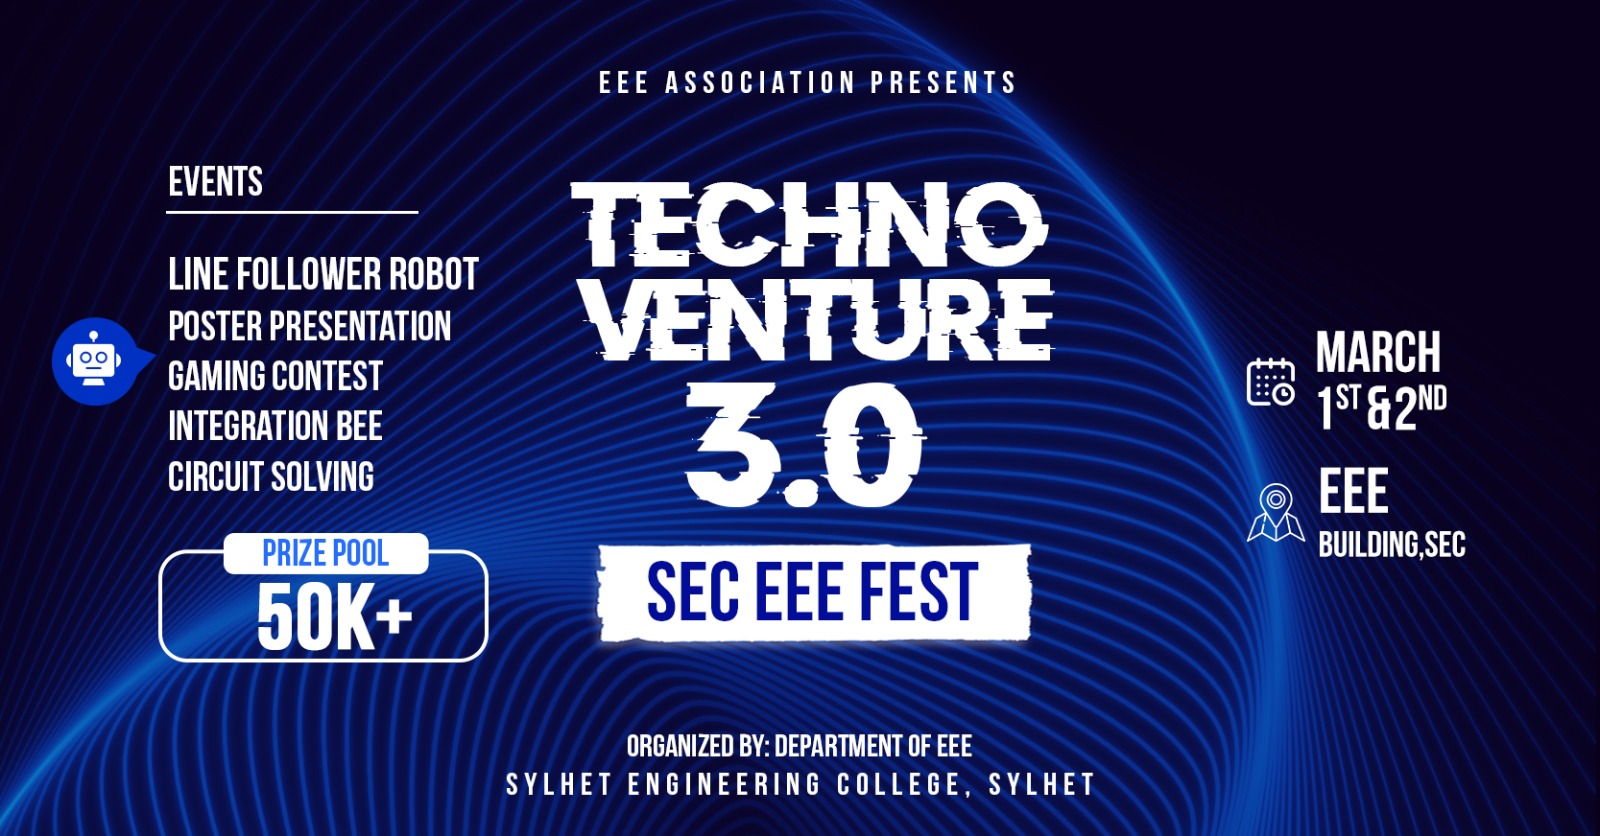 EEE ASSOCIATION PRESENTS
EVENTS
LINE FOLLOWER ROBOT
POSTER PRESENTATION
GAMING CONTEST
INTEGRATION BEE
CIRCUIT SOLVING
PRIZE POOL
50K+
TECHNO
VENTURE
3.0
SEC EEE FEST
MARCH
1ST & 2ND
EEE
BUILDING,SEC
ORGANIZED BY: DEPARTMENT OF EEE
SYLHET ENGINEERING COLLEGE, SYLHET